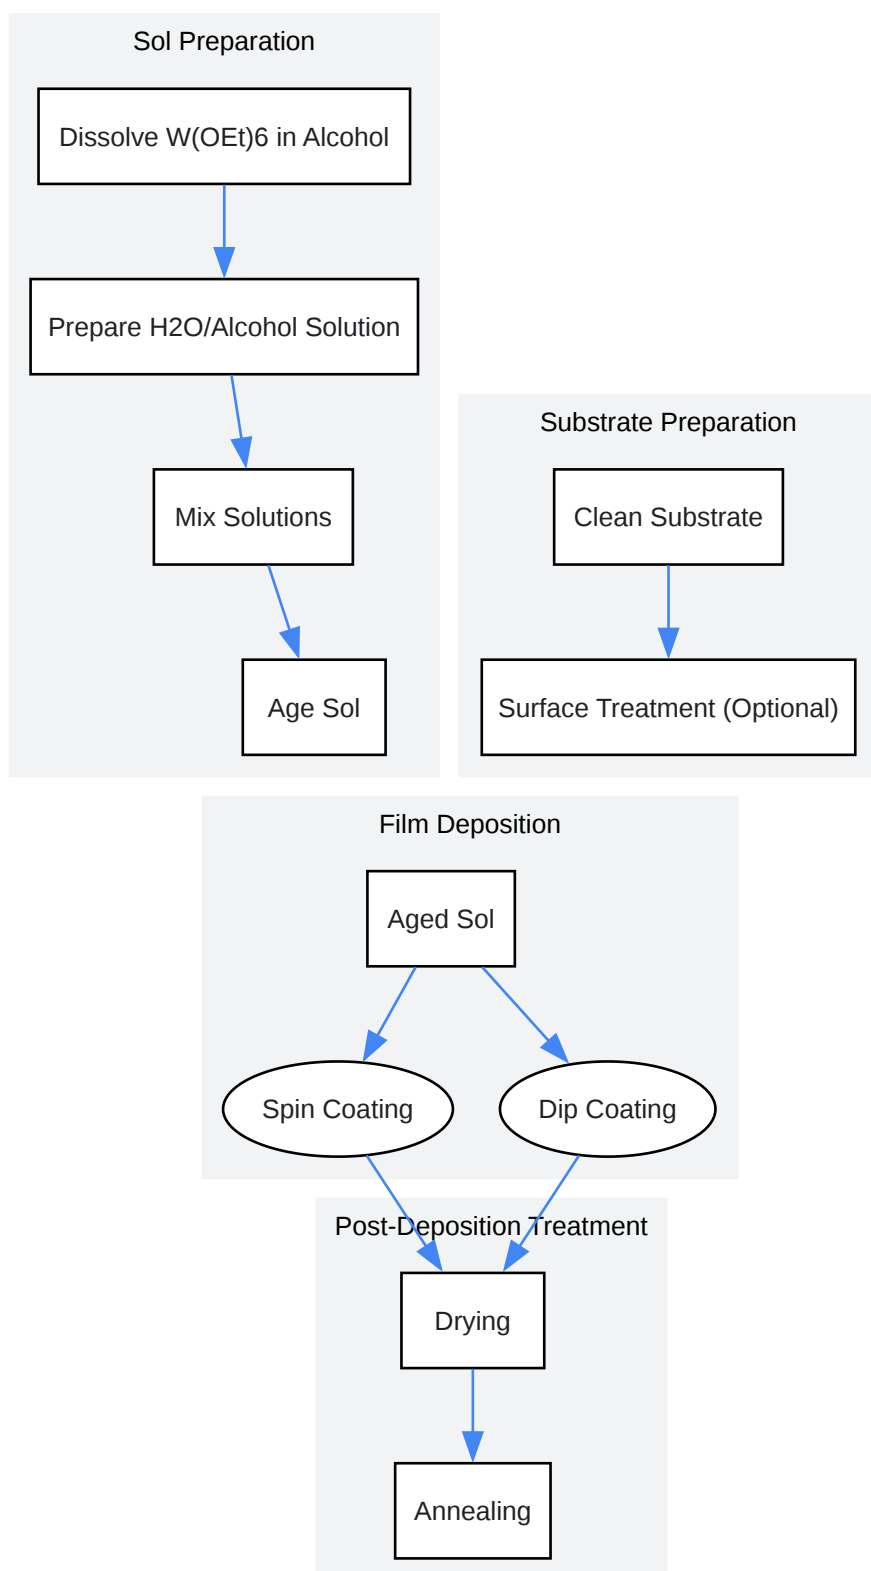 Sol Preparation
Dissolve W(OEt)6 in Alcohol
Prepare H2O/Alcohol Solution
Mix Solutions
Age Sol
Substrate Preparation
Clean Substrate
Surface Treatment (Optional)
Film Deposition
Aged Sol
Spin Coating
Dip Coating
Post-Deposition Treatment
Drying
Annealing